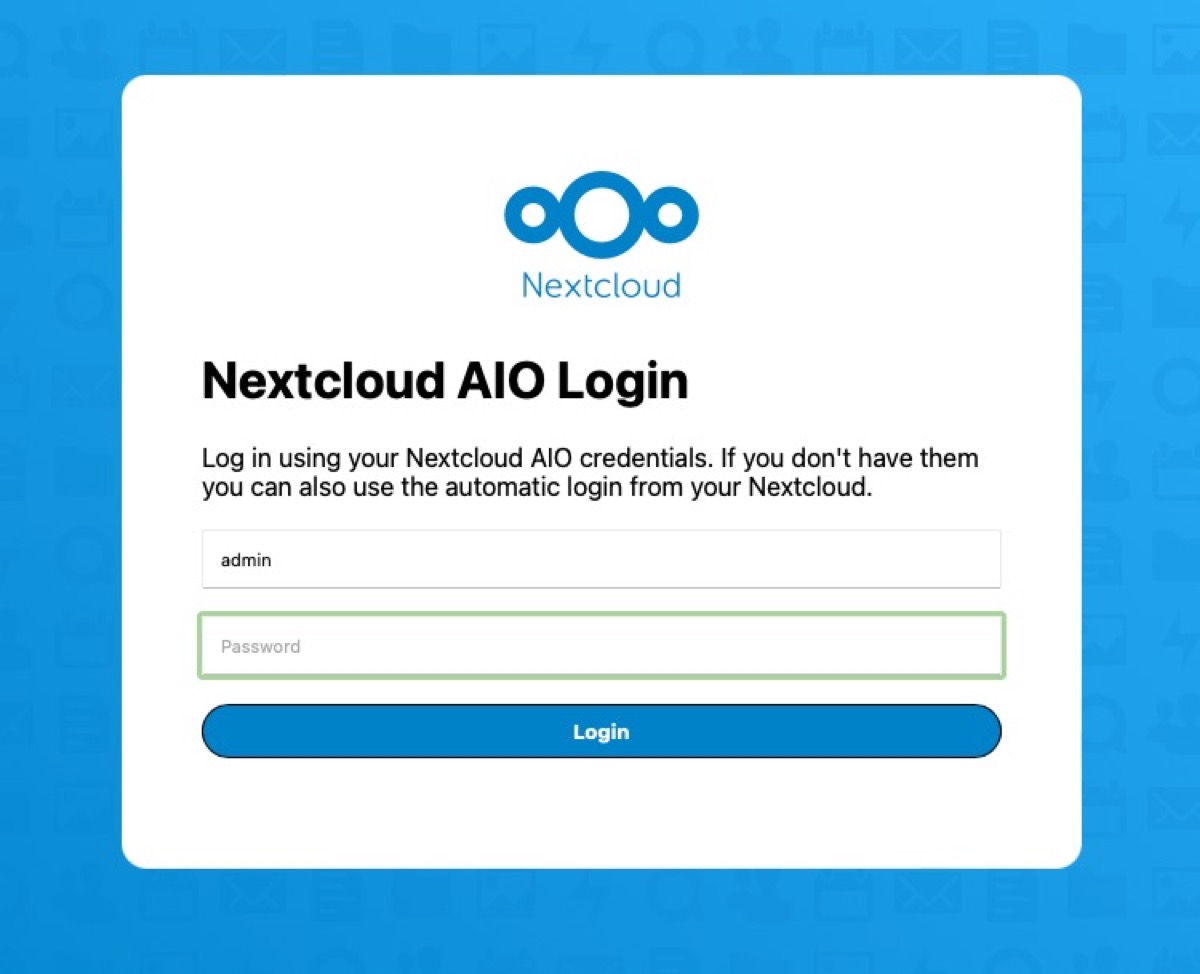 Nextcloud
Nextcloud AIO Login
Log in using your Nextcloud AIO credentials. If you don't have them
you can also use the automatic login from your Nextcloud.
admin
Password
Login